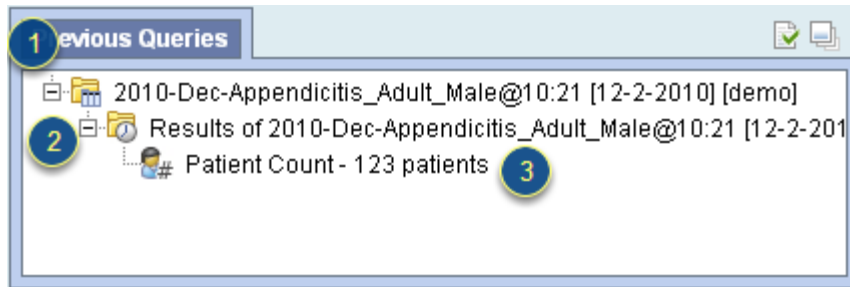 1 revious Queries
2010-Dec-Appendicitis_Adult_Male@10:21 [12-2-2010] [demo]
2 Results of 2010-Dec-Appendicitis_Adult_Male@10:21 [12-2-201
# Patient Count - 123 patients 3